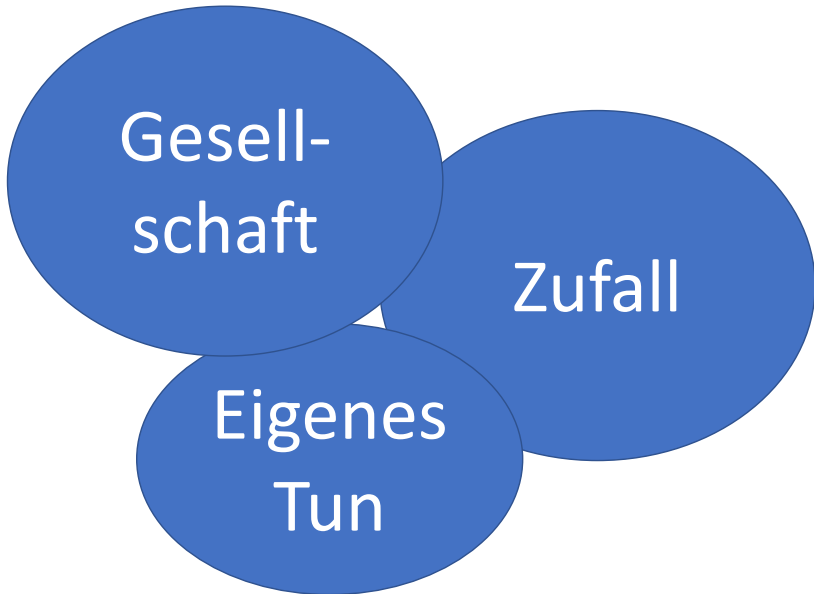 Gesell-
schaft
Zufall
Eigenes
Tun